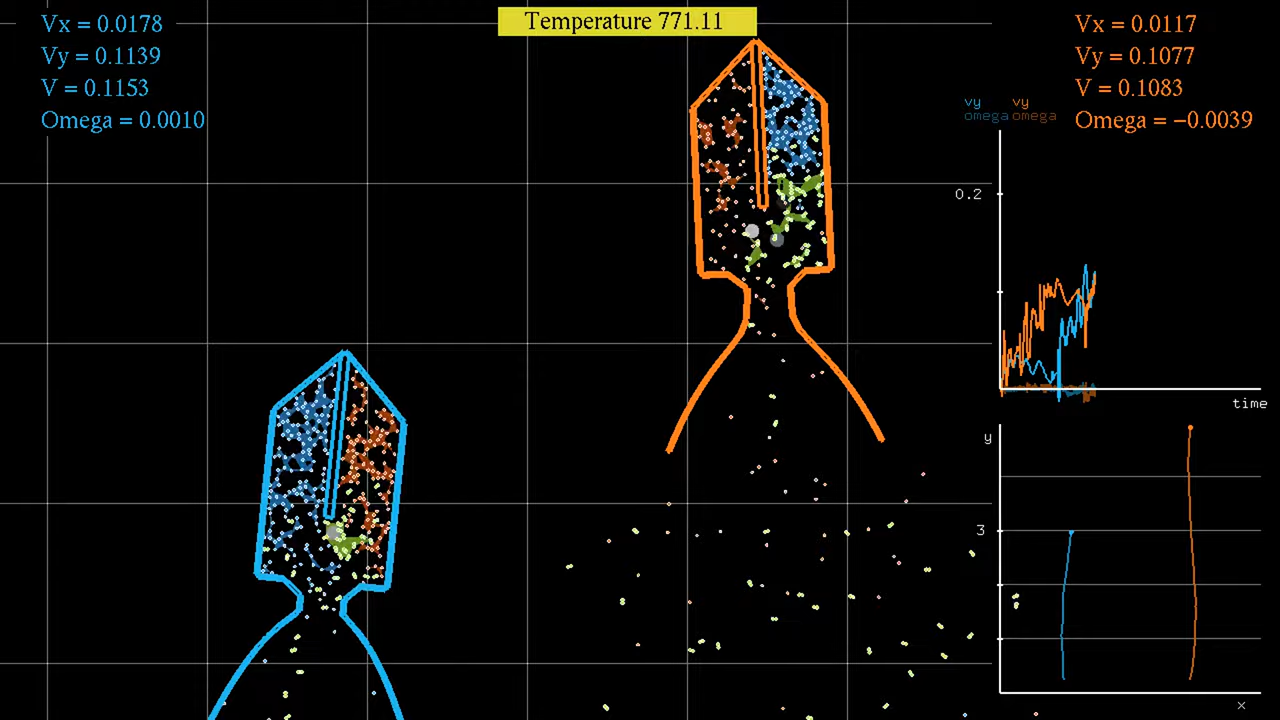 Vx = 0.0178
Vy = 0.1139
V = 0.1153
Omega = 0.0010
Temperature 771.11
Vx = 0.0117
Vy = 0.1077
V = 0.1083
Omega = −0.0039
vy vy
omega omega
0.2
time
y
3
x